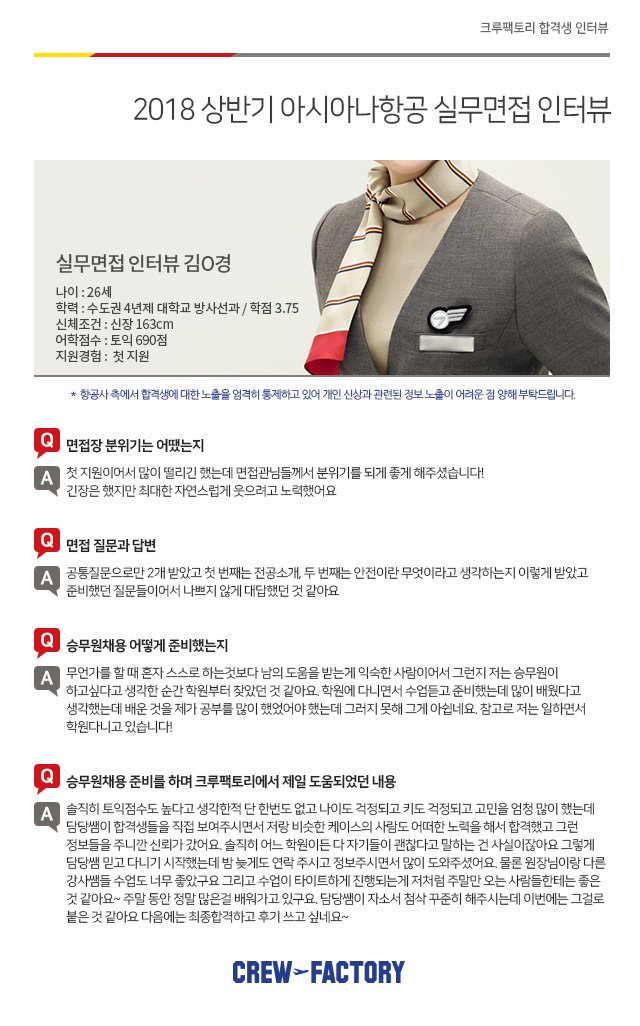 크루팩토리 합격생 인터뷰
2018 상반기 아시아나항공 실무면접 인터뷰
실무면접 인터뷰 김O경
나이 : 26세
학력 : 수도권 4년제 대학교 방사선과 / 학점 3.75
신체조건 : 신장 163cm
어학점수 : 토익 690점
지원경험 : 첫 지원
* 항공사 측에서 합격생에 대한 노출을 엄격히 통제하고 있어 개인 신상과 관련된 정보 노출이 어려운 점 양해 부탁드립니다.
Q 면접장 분위기는 어땠는지
A 첫 지원이어서 많이 떨리긴 했는데 면접관님들께서 분위기를 되게 좋게 해주셨습니다!
긴장은 했지만 최대한 자연스럽게 웃으려고 노력했어요
Q 면접 질문과 답변
A 공통질문으로만 2개 받았고 첫 번째는 전공소개, 두 번째는 안전이란 무엇이라고 생각하는지 이렇게 받았고
준비했던 질문들이어서 나쁘지 않게 대답했던 것 같아요
Q 승무원채용 어떻게 준비했는지
A 무언가를 할 때 혼자 스스로 하는것보다 남의 도움을 받는게 익숙한 사람이어서 그런지 저는 승무원이
하고싶다고 생각한 순간 학원부터 찾았던 것 같아요. 학원에 다니면서 수업듣고 준비했는데 많이 배웠다고
생각했는데 배운 것을 제가 공부를 많이 했었어야 했는데 그러지 못해 그게 아쉽네요. 참고로 저는 일하면서
학원다니고 있습니다!
Q 승무원채용 준비를 하며 크루팩토리에서 제일 도움되었던 내용
A 솔직히 토익점수도 높다고 생각한적 단 한번도 없고 나이도 걱정되고 키도 걱정되고 고민을 엄청 많이 했는데
담당쌤이 합격생들을 직접 보여주시면서 저랑 비슷한 케이스의 사람도 어떠한 노력을 해서 합격했고 그런
정보들을 주니깐 신뢰가 갔어요. 솔직히 어느 학원이든 다 자기들이 괜찮다고 말하는 건 사실이잖아요 그렇게
담당쌤 믿고 다니기 시작했는데 밤 늦게도 연락 주시고 정보주시면서 많이 도와주셨어요. 물론 원장님이랑 다른
강사쌤들 수업도 너무 좋았구요 그리고 수업이 타이트하게 진행되는게 저처럼 주말만 오는 사람들한테는 좋은
것 같아요~ 주말 동안 정말 많은걸 배워가고 있구요. 담당쌤이 자소서 첨삭 꾸준히 해주시는데 이번에는 그걸로
붙은 것 같아요 다음에는 최종합격하고 후기 쓰고 싶네요~
CREW FACTORY